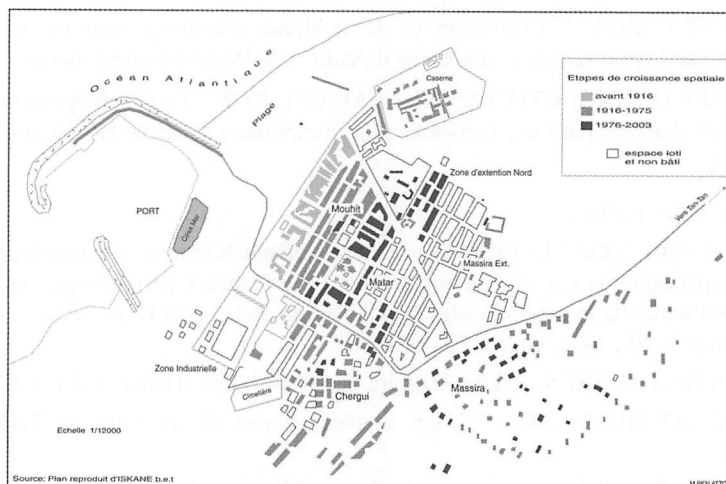 Océan Atlantique
Plage
Caserne
Etapes de croissance spatiale
avant 1916
1916-1975
1976-2003
espace loti
et non bâti
Zone d'extention Nord
Vers Tan-Tan
PORT
Casa Mar
Mouhit
Massira Ext.
Matar
Zone Industrielle
Massira
Cimetière
Chergui
Echelle 1/12000
Source: Plan reproduit d'ISKANE b.e.t